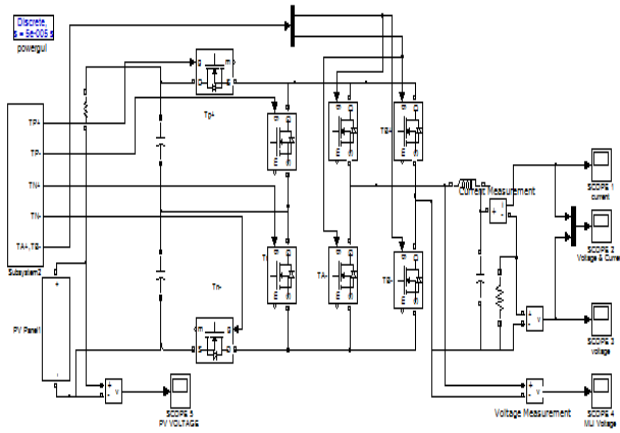 Discrete,
s = 5e-005 s
powergui
Tp+
TP+
TP-
TN+
TN-
TA+,TB-
Subsystem2
TB+
TA-
TB-
Tn-
PV Panel1
Current Measurement
SCOPE 1
current
SCOPE 2
Voltage & Curre
SCOPE 3
voltage
SCOPE 4
MLI Voltage
Voltage Measurement
SCOPE 5
PV VOLTAGE